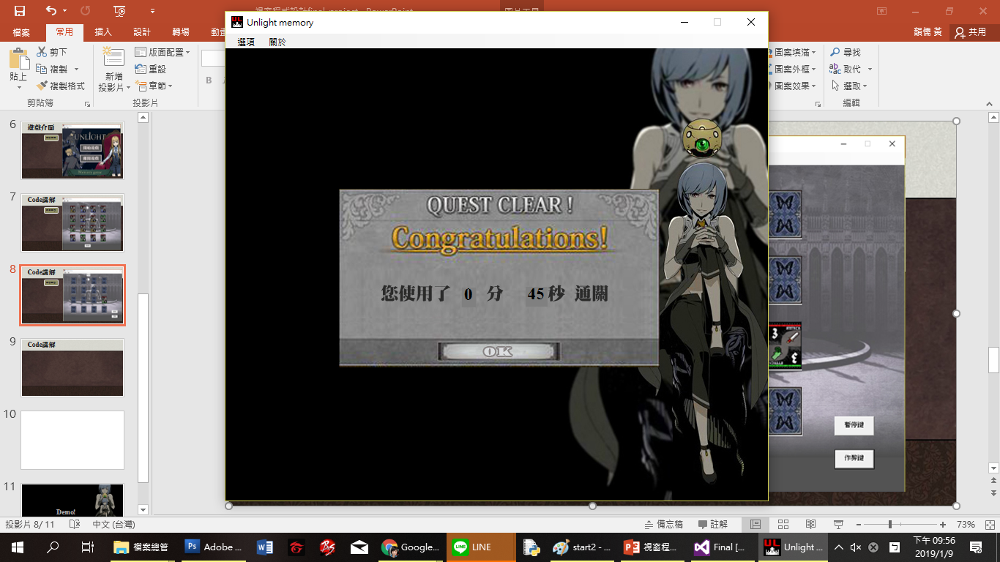 Unlight memory
選項 關於
檔案 常用 插入 設計 轉場
共用
貼上
剪下
複製
複製格式
剪貼簿
新增
投影片
版面配置
重設
章節
投影片
B
圖案填滿
圖案外框
圖案效果
尋找
取代
選取
編輯
6
遊戲介面
UNLIGHT
7
Code講解
8
Code講解
9
Code講解
10
11
Demo!
QUEST CLEAR !
Congratulations!
您使用了 0 分 45 秒 通關
OK
3
暫停鍵
作弊鍵
投影片 8/ 11
中文 (台灣)
備忘稿
註解
73%
檔案總管
Adobe ...
Google...
LINE
start2 - ...
視窗程...
Final [...
Unlight ...
下午 09:56
2019/1/9